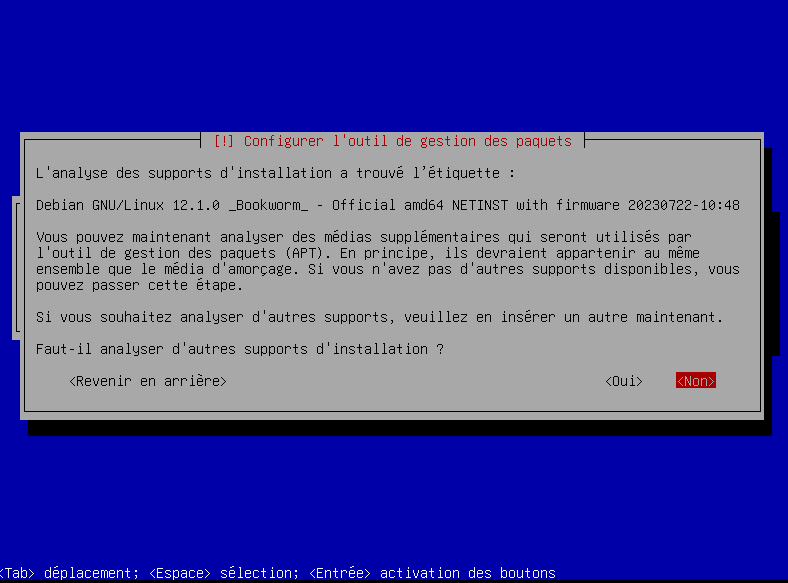 [!] Configurer l'outil de gestion des paquets
L'analyse des supports d'installation a trouvé l’étiquette :
Debian GNU/Linux 12.1.0 _Bookworm_ - Official amd64 NETINST with firmware 20230722-10:48
Vous pouvez maintenant analyser des médias supplémentaires qui seront utilisés par
l'outil de gestion des paquets (APT). En principe, ils devraient appartenir au même
ensemble que le média d'amorçage. Si vous n'avez pas d'autres supports disponibles, vous
pouvez passer cette étape.
Si vous souhaitez analyser d'autres supports, veuillez en insérer un autre maintenant.
Faut-il analyser d'autres supports d'installation ?
<Revenir en arrière> <Oui> <Non>
<Tab> déplacement; <Espace> sélection; <Entrée> activation des boutons